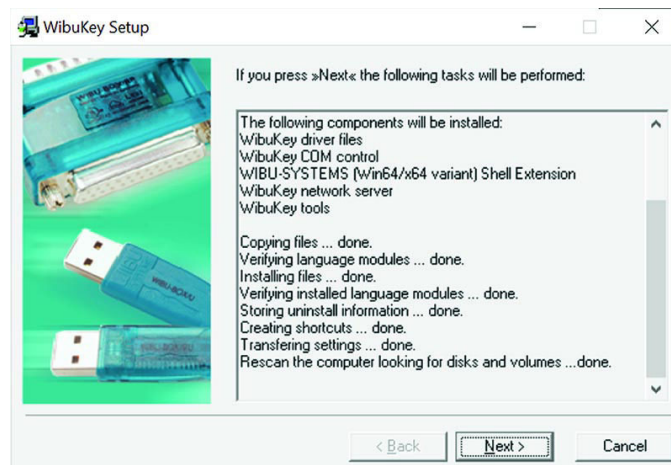 WibuKey Setup
If you press »Next« the following tasks will be performed:
The following components will be installed:
WibuKey driver files
WibuKey COM control
WIBU-SYSTEMS (Win64/x64 variant) Shell Extension
WibuKey network server
WibuKey tools
Copying files ... done.
Verifying language modules ... done.
Installing files ... done.
Verifying installed language modules ... done.
Storing uninstall information ... done.
Creating shortcuts ... done.
Transfering settings ... done.
Rescan the computer looking for disks and volumes ...done.
WIBU-BOX/U
< Back
Next >
Cancel